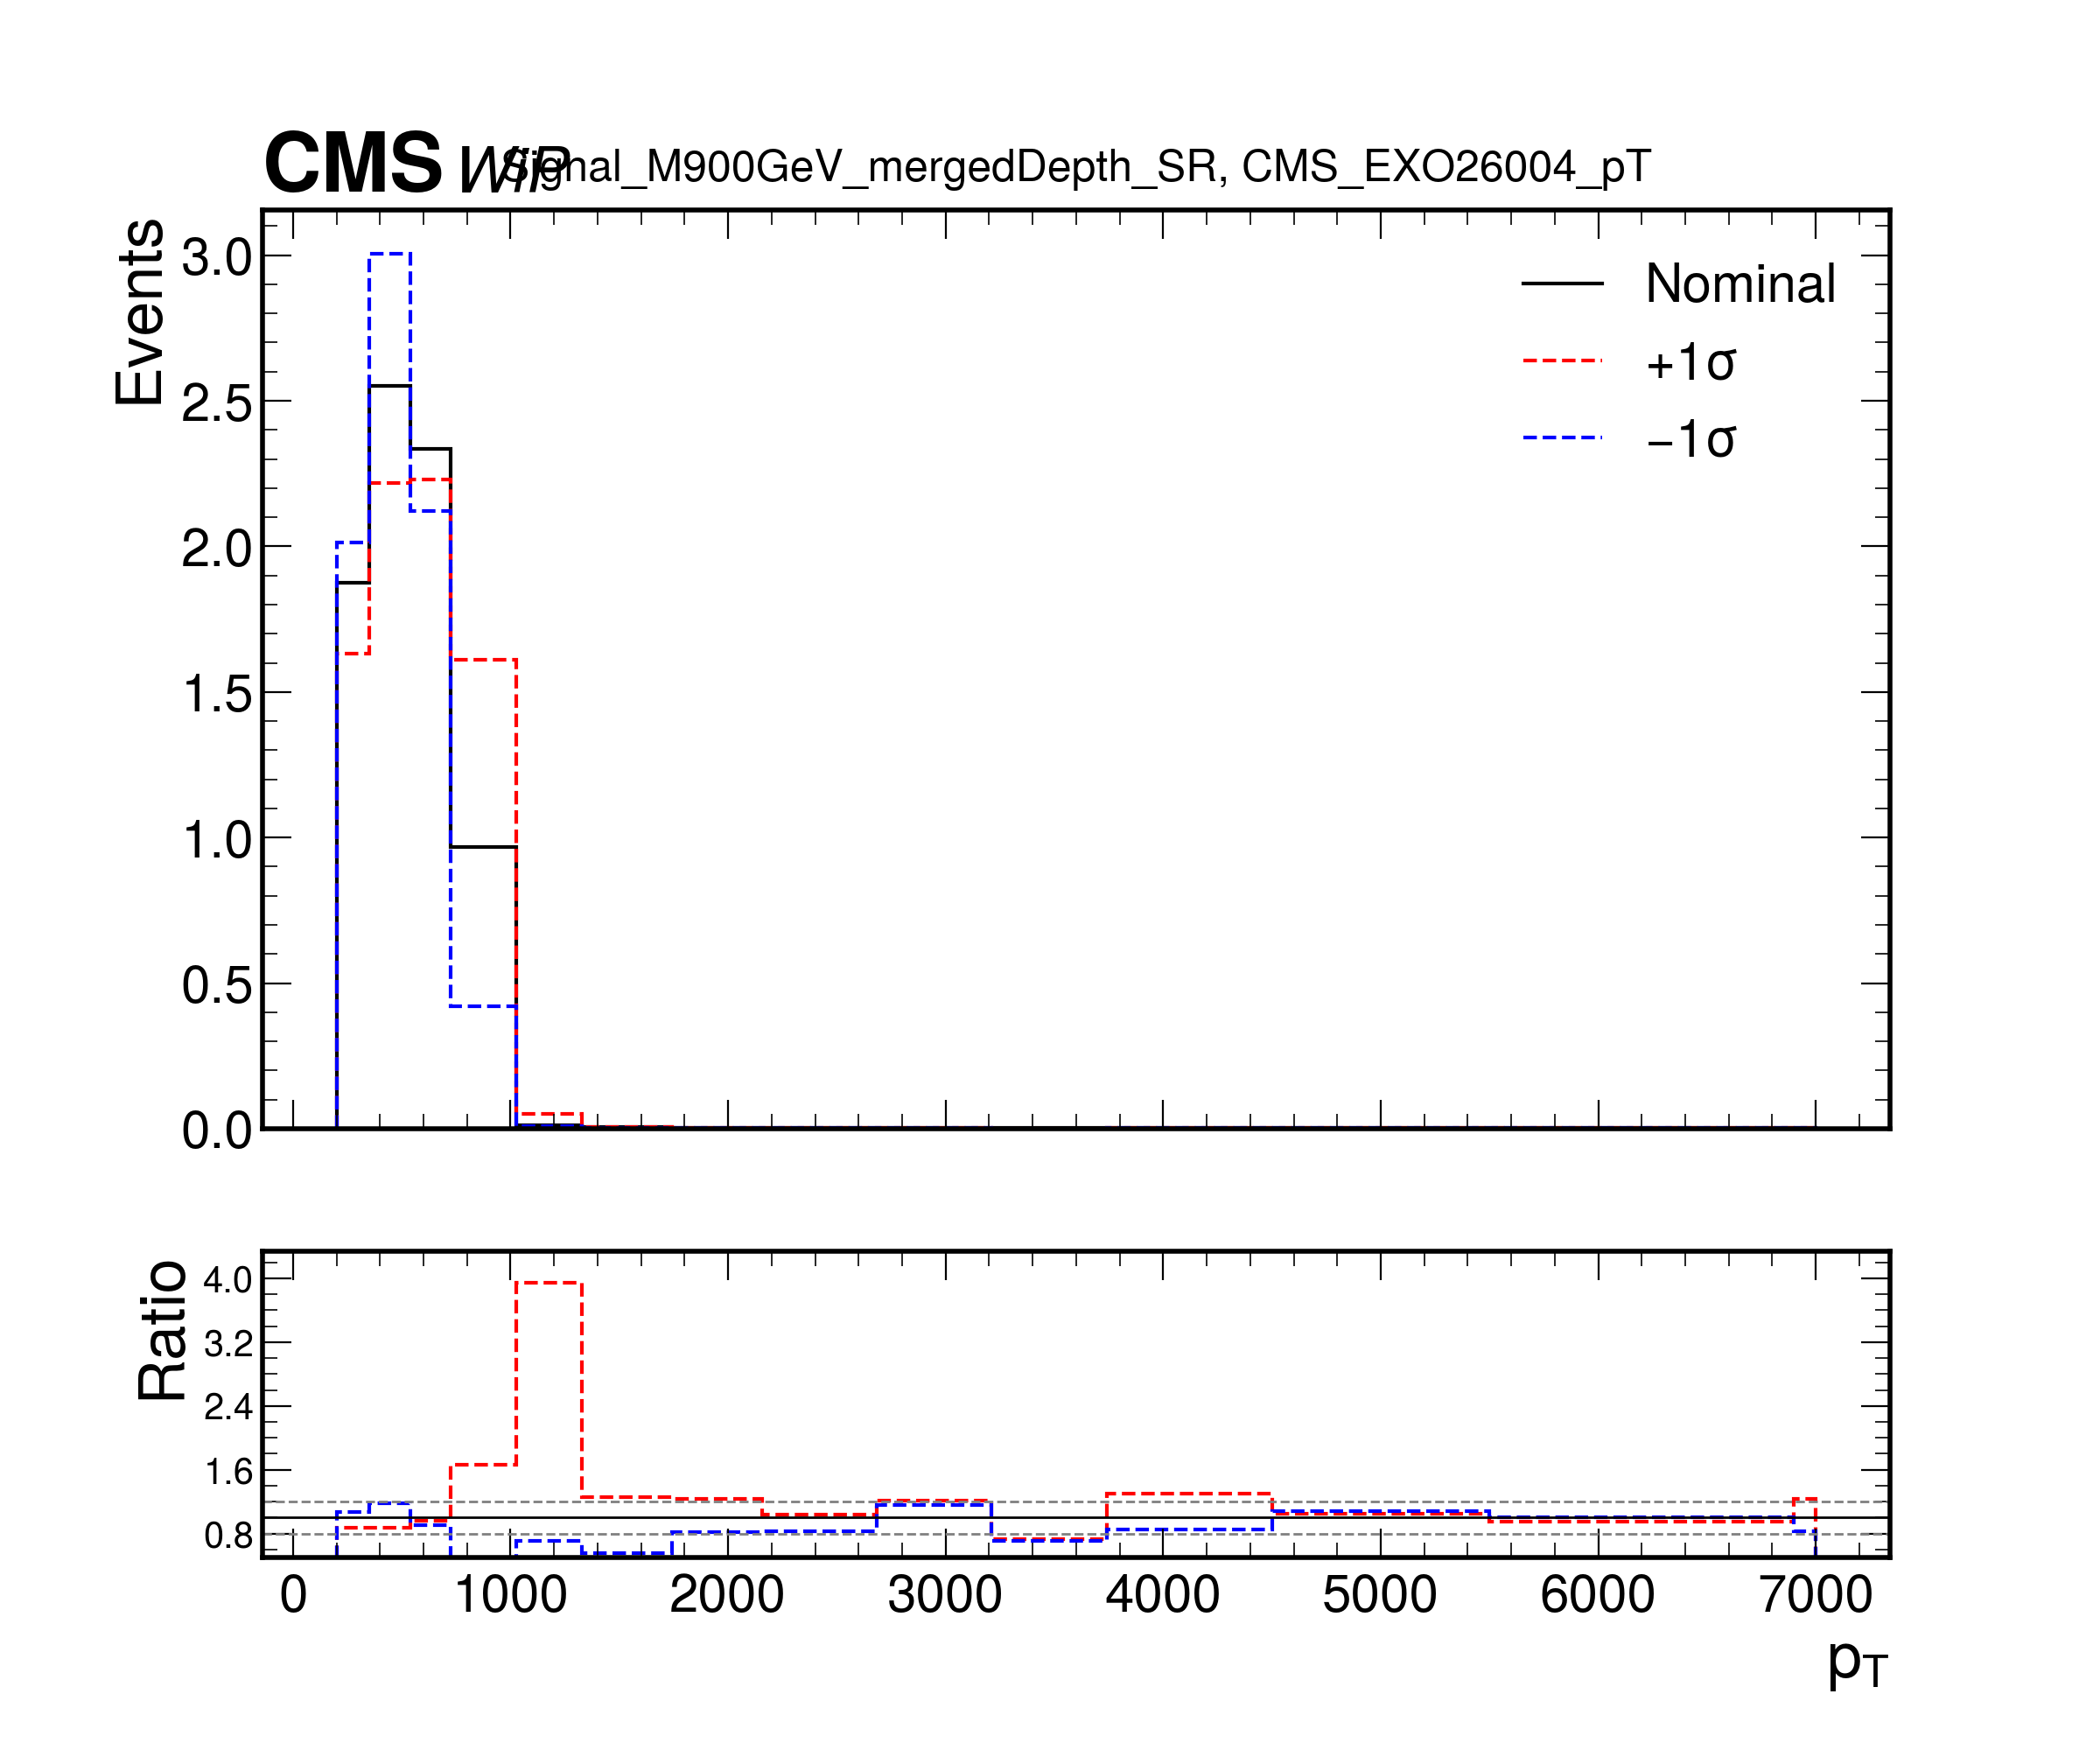 CMS WiP Signal_M900GeV_mergedDepth_SR, CMS_EXO26004_pT
Events
3.0
2.5
2.0
1.5
1.0
0.5
0.0
Nominal
+1σ
−1σ
Ratio
4.0
3.2
2.4
1.6
0.8
0 1000 2000 3000 4000 5000 6000 7000
pT